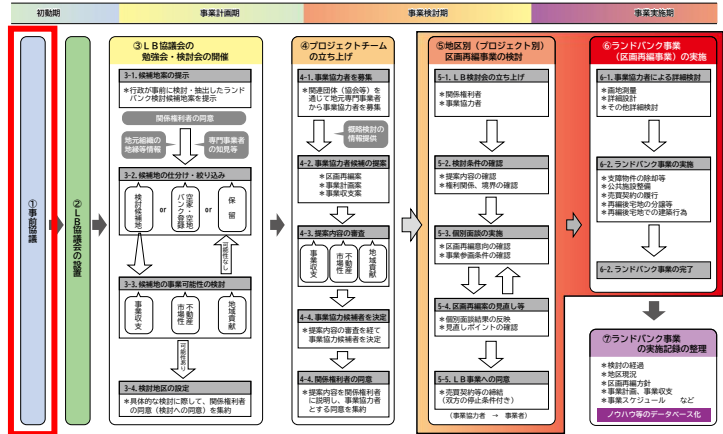 初動期
事業計画期
事業検討期
事業実施期
①事前協議
②LB協議会の設置
③LB協議会の
勉強会・検討会の開催
3-1.候補地案の提示
＊行政が事前に検討・抽出したランド
バンク検討候補地案を提示
関係権利者の同意
地元組織の
地縁等情報
専門事業者
の知見等
3-2.候補地の仕分け・絞り込み
検討候補地
or
空家・空地
バンク登録
or
保留
可能性なし
3-3.候補地の事業可能性の検討
事業収支
不動産
市場性
地域貢献
可能性あり
3-4.検討地区の設定
＊具体的な検討に際して、関係権利者
の同意（検討への同意）を集約
④プロジェクトチーム
の立ち上げ
4-1.事業協力者を募集
＊関連団体（協会等）を
通じて地元専門事業者
から事業協力者を募集
概略検討の
情報提供
4-2.事業協力者候補の提案
＊区画再編案
＊事業計画案
＊事業収支案
4-3.提案内容の審査
事業収支
不動産
市場性
地域貢献
4-4.事業協力候補者を決定
＊提案内容の審査を経て
事業協力候補者を決定
4-4.関係権利者の同意
＊提案内容を関係権利者
に説明し、事業協力者
とする同意を集約
⑤地区別（プロジェクト別）
区画再編事業の検討
5-1.LB検討会の立ち上げ
＊関係権利者
＊事業協力者
5-2.検討条件の確認
＊提案内容の確認
＊権利関係、境界の確認
5-3.個別面談の実施
＊区画再編意向の確認
＊事業参画条件の確認
5-4.区画再編案の見直し等
＊個別面談結果の反映
＊見直しポイントの確認
5-5.LB事業への同意
＊売買契約等の締結
（双方の停止条件付き）
（事業協力者 → 事業者）
⑥ランドバンク事業
（区画再編事業）の実施
6-1.事業協力者による詳細検討
＊画地測量
＊詳細設計
＊その他詳細検討
6-2.ランドバンク事業の実施
＊支障物件の除却等
＊公共施設整備
＊売買契約の履行
＊再編後宅地の分譲等
＊再編後宅地での建築行為
6-2.ランドバンク事業の完了
⑦ランドバンク事業
の実施記録の整理
＊検討の経過
＊地区現況
＊区画再編方針
＊事業計画、事業収支
＊事業スケジュール など
ノウハウ等のデータベース化